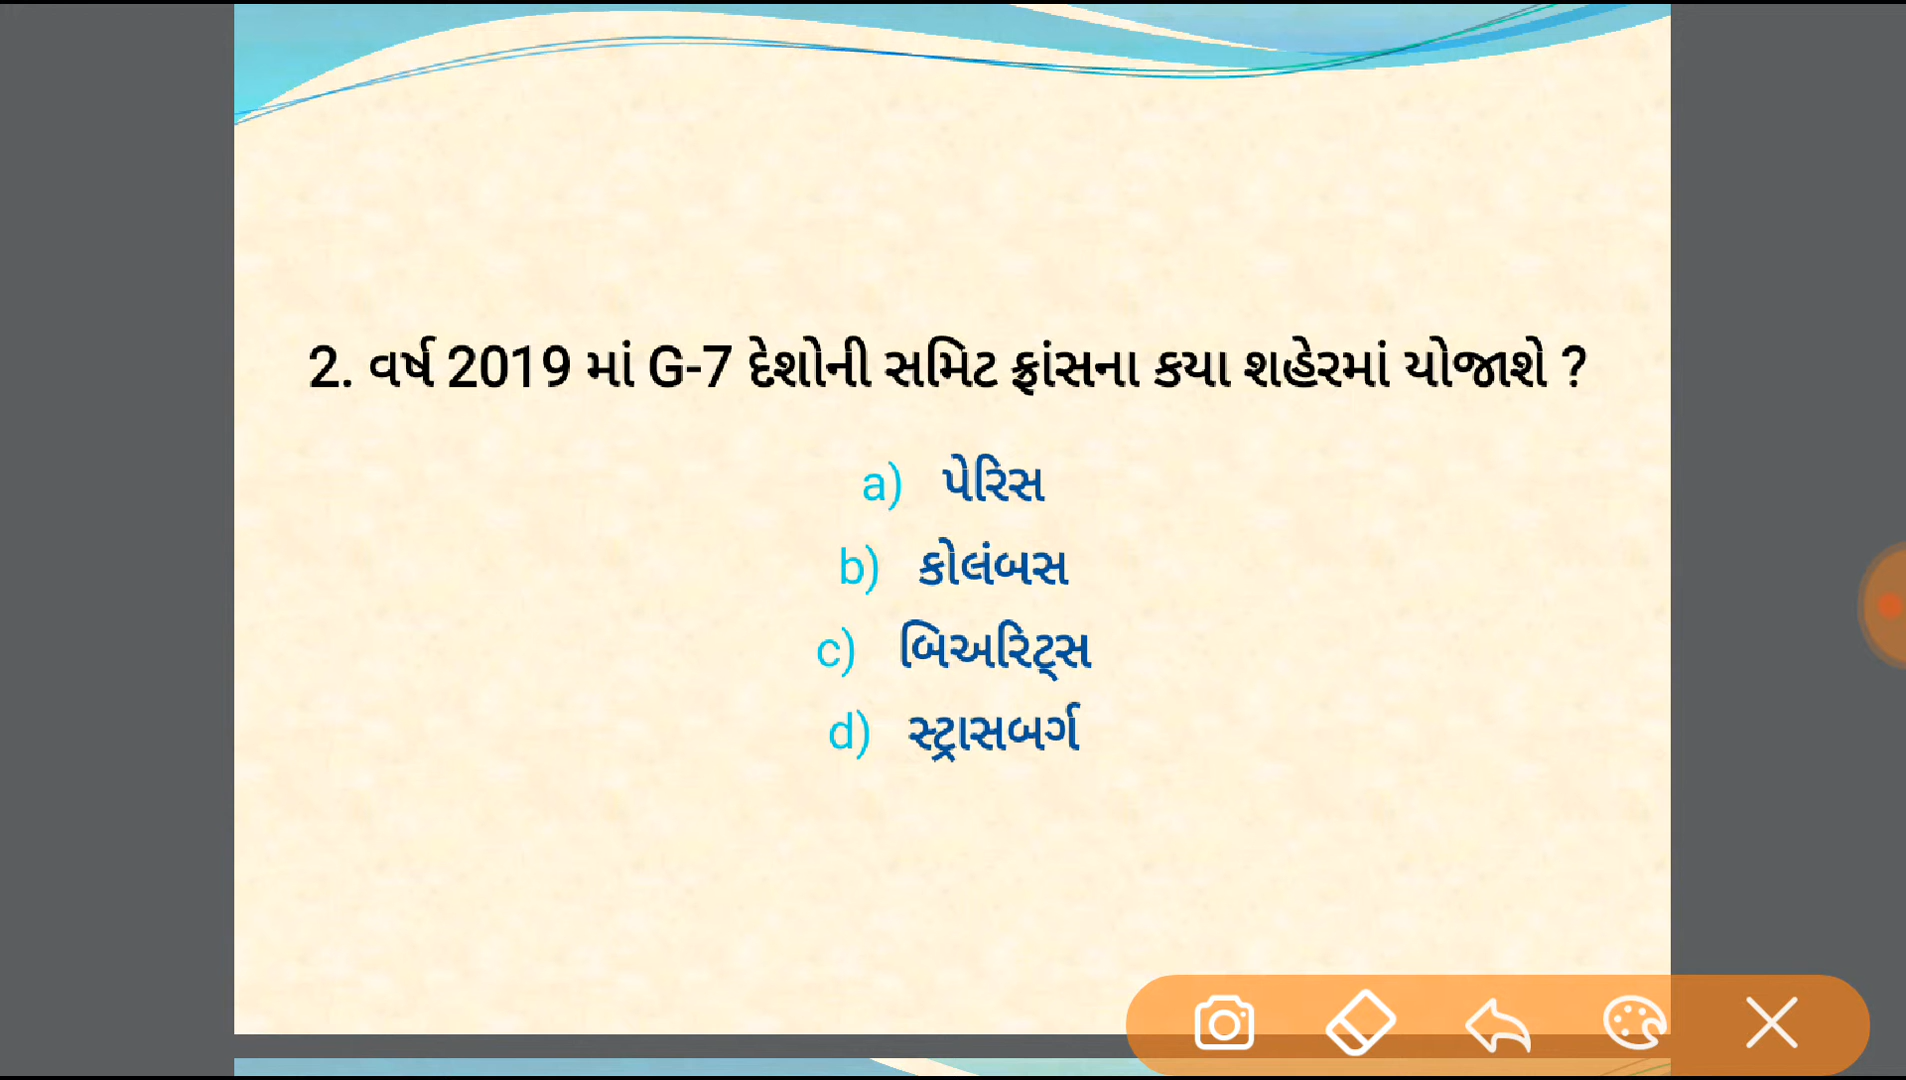 2. વર્ષ 2019 માં G-7 દેશોની સમિટ ફ્રાંસના કયા શહેરમાં યોજાશે ?
a) પેરિસ
b) કોલંબસ
c) બિઅરિટ્સ
d) સ્ટ્રાસબર્ગ